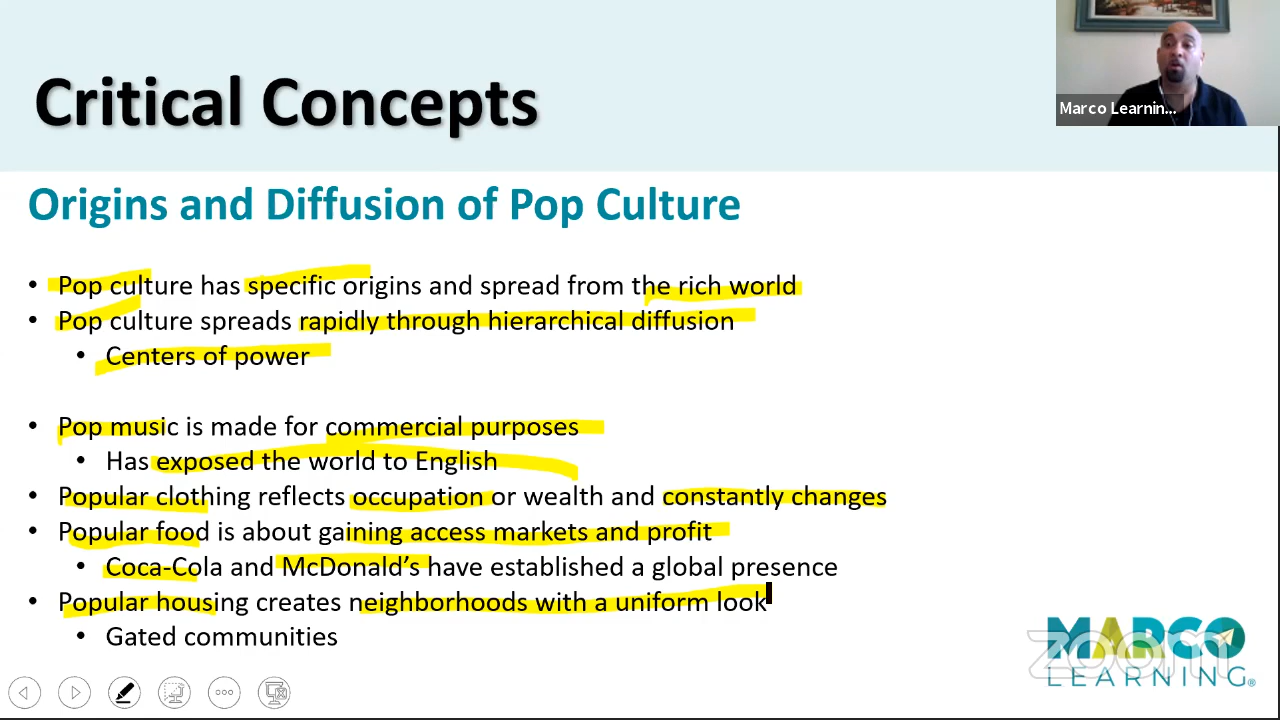 Critical Concepts
Marco Learnin...
Origins and Diffusion of Pop Culture
• Pop culture has specific origins and spread from the rich world
• Pop culture spreads rapidly through hierarchical diffusion
• Centers of power
• Pop music is made for commercial purposes
• Has exposed the world to English
• Popular clothing reflects occupation or wealth and constantly changes
• Popular food is about gaining access markets and profit
• Coca-Cola and McDonald's have established a global presence
• Popular housing creates neighborhoods with a uniform look
• Gated communities
MARCO
zoom
LEARNING®